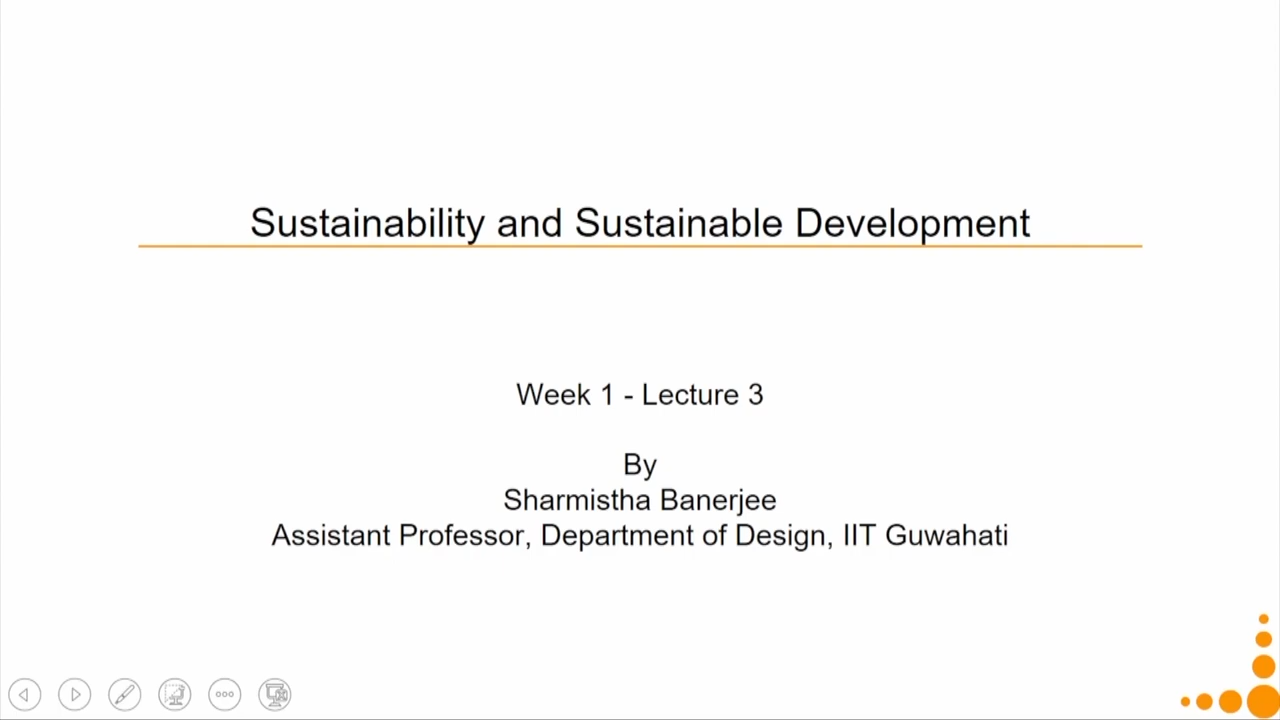 Sustainability and Sustainable Development
Week 1 - Lecture 3
By
Sharmistha Banerjee
Assistant Professor, Department of Design, IIT Guwahati